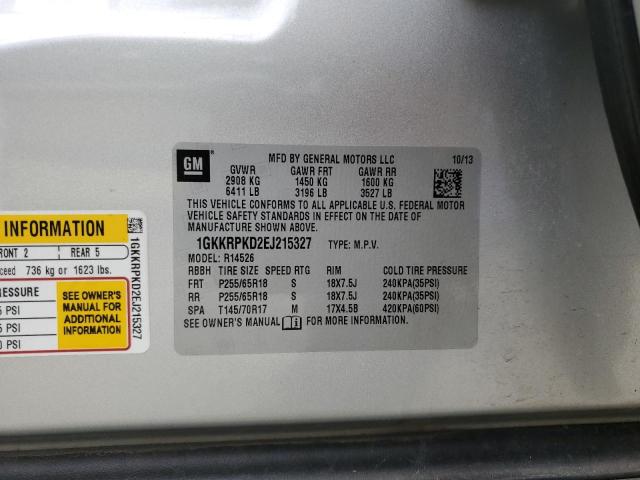 GM
MFD BY GENERAL MOTORS LLC 10/13
GVWR GAWR FRT GAWR RR
2908 KG 1450 KG 1600 KG
6411 LB 3196 LB 3527 LB
THIS VEHICLE CONFORMS TO ALL APPLICABLE U.S. FEDERAL MOTOR
VEHICLE SAFETY STANDARDS IN EFFECT ON THE DATE OF
MANUFACTURE SHOWN ABOVE.
1GKKRPKD2EJ215327 TYPE: M.P.V.
MODEL: R14526
RBBH TIRE SIZE SPEED RTG RIM COLD TIRE PRESSURE
FRT P255/65R18 S 18X7.5J 240KPA(35PSI)
RR P255/65R18 S 18X7.5J 240KPA(35PSI)
SPA T145/70R17 M 17X4.5B 420KPA(60PSI)
SEE OWNER'S MANUAL FOR MORE INFORMATION.
INFORMATION
RONT 2 REAR 5
ceed 736 kg or 1623 lbs.
RESSURE
5 PSI
5 PSI
0 PSI
SEE OWNER'S
MANUAL FOR
ADDITIONAL
INFORMATION
1GKKRPKD2EJ215327